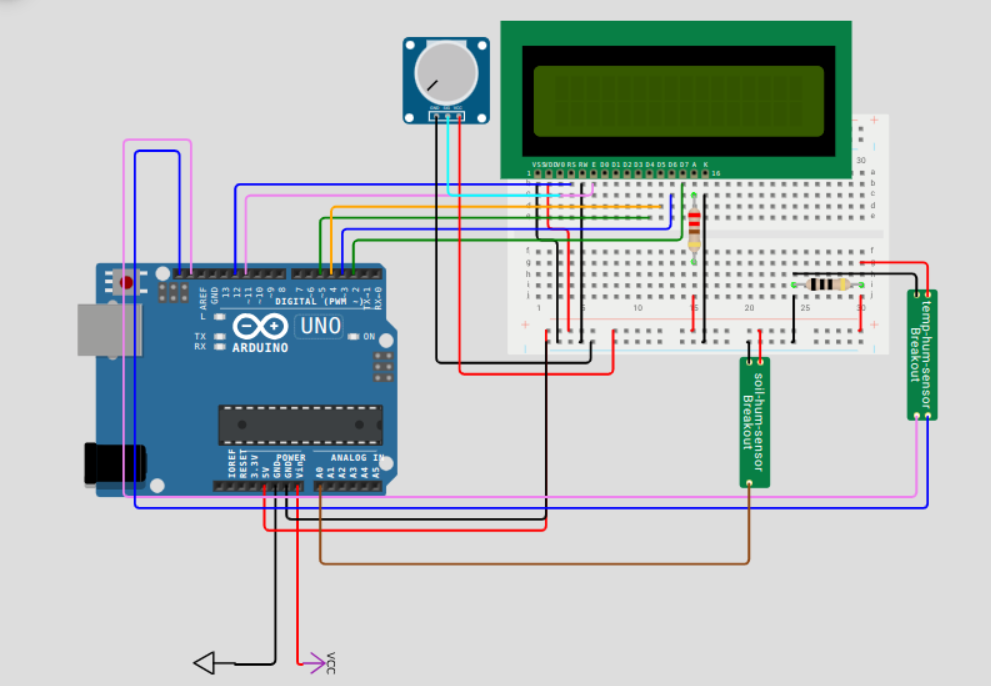 GND SIG VCC
VSS VDD V0 RS RW E D0 D1 D2 D3 D4 D5 D6 D7 A K
1 16
30
a
b
c
d
e
f
g
h
i
j
1 10 20 25 30
AREF
GND
13
12
~11
~10
~9
8
7
~6
~5
4
~3
2
TX→1
RX←0
DIGITAL (PWM ~)
L
TX
RX
UNO
ON
ARDUINO
temp-hum-sensor
Breakout
soil-hum-sensor
Breakout
POWER
ANALOG IN
IOREF
RESET
3.3V
5V
GND
GND
Vin
A0
A1
A2
A3
A4
A5
VCC